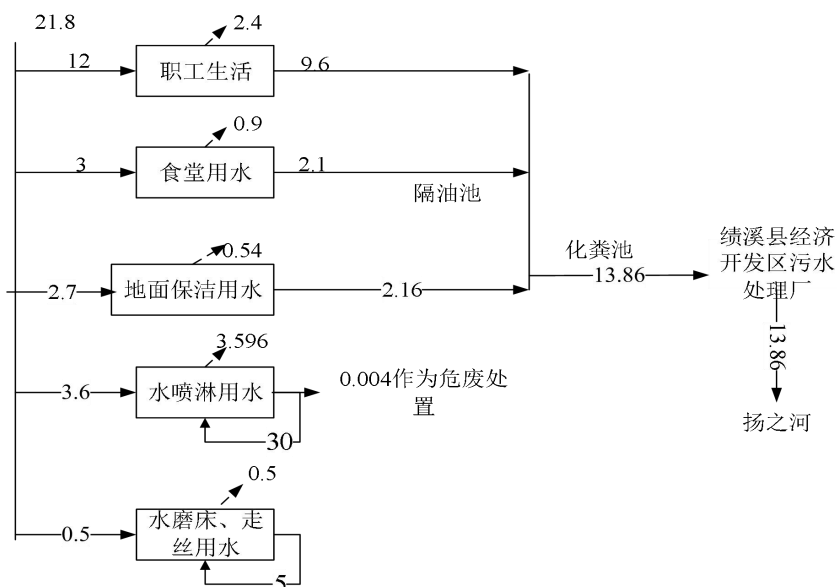 21.8
2.4
12
职工生活
9.6
0.9
3
食堂用水
2.1
隔油池
0.54
2.7
地面保洁用水
2.16
化粪池
13.86
绩溪县经济
开发区污水
处理厂
13.86
扬之河
3.596
3.6
水喷淋用水
0.004作为危废处
置
30
0.5
0.5
水磨床、走
丝用水
5